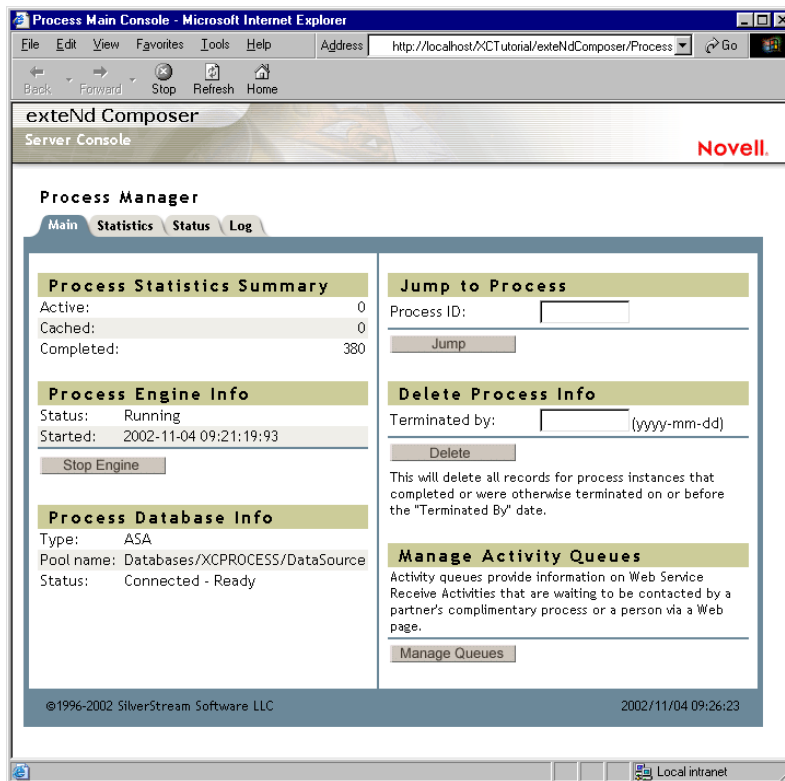 Process Main Console - Microsoft Internet Explorer
File Edit View Favorites Tools Help Address http://localhost/XCTutorial/exteNdComposer/Process Go
Back Forward Stop Refresh Home
exteNd Composer
Server Console
Novell.
Process Manager
Main Statistics Status Log
Process Statistics Summary
Active: 0
Cached: 0
Completed: 380
Process Engine Info
Status: Running
Started: 2002-11-04 09:21:19:93
Stop Engine
Process Database Info
Type: ASA
Pool name: Databases/XCPROCESS/DataSource
Status: Connected - Ready
Jump to Process
Process ID:
Jump
Delete Process Info
Terminated by: (yyyy-mm-dd)
Delete
This will delete all records for process instances that
completed or were otherwise terminated on or before
the "Terminated By" date.
Manage Activity Queues
Activity queues provide information on Web Service
Receive Activities that are waiting to be contacted by a
partner's complimentary process or a person via a Web
page.
Manage Queues
©1996-2002 SilverStream Software LLC 2002/11/04 09:26:23
Local intranet